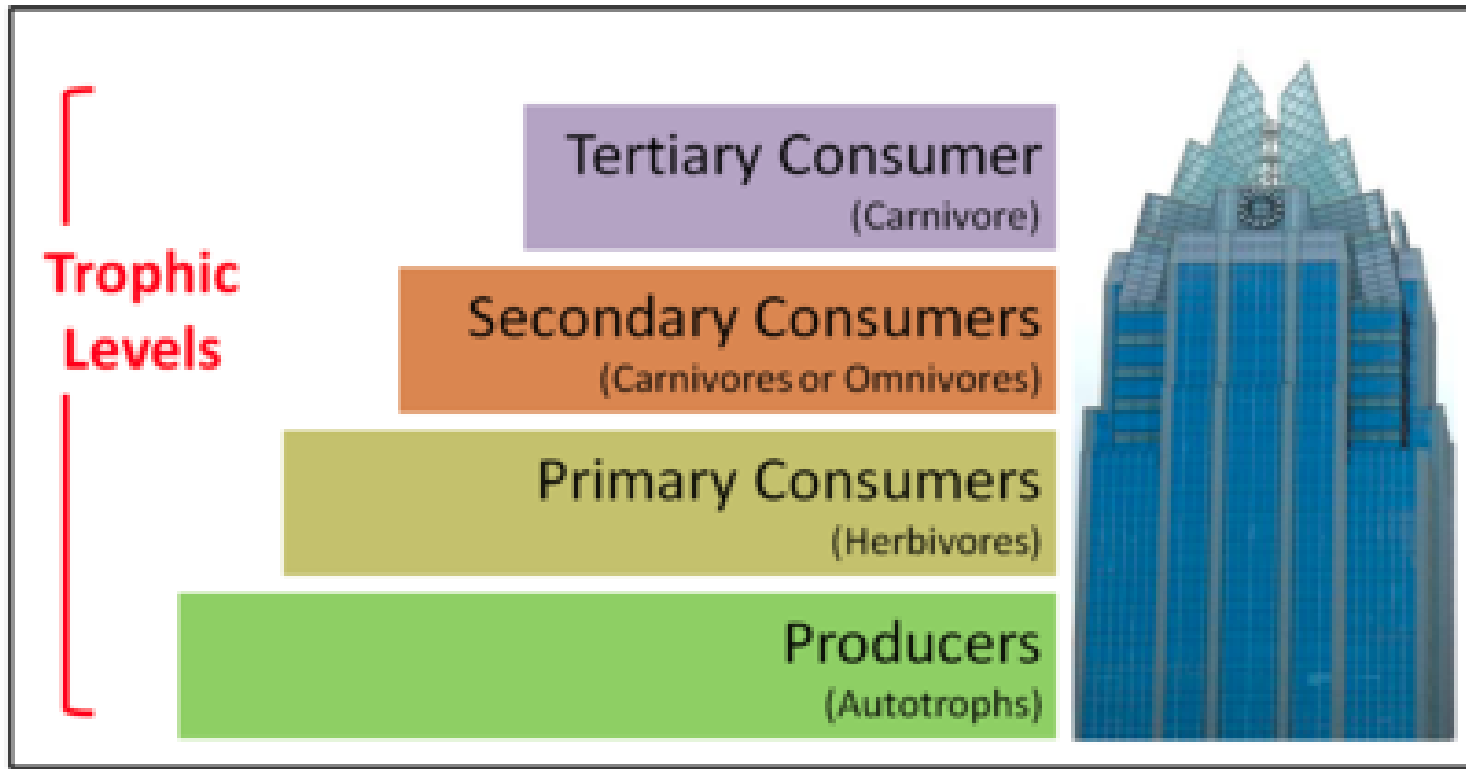 Tertiary Consumer
(Carnivore)
Trophic
Levels
Secondary Consumers
(Carnivores or Omnivores)
Primary Consumers
(Herbivores)
Producers
(Autotrophs)